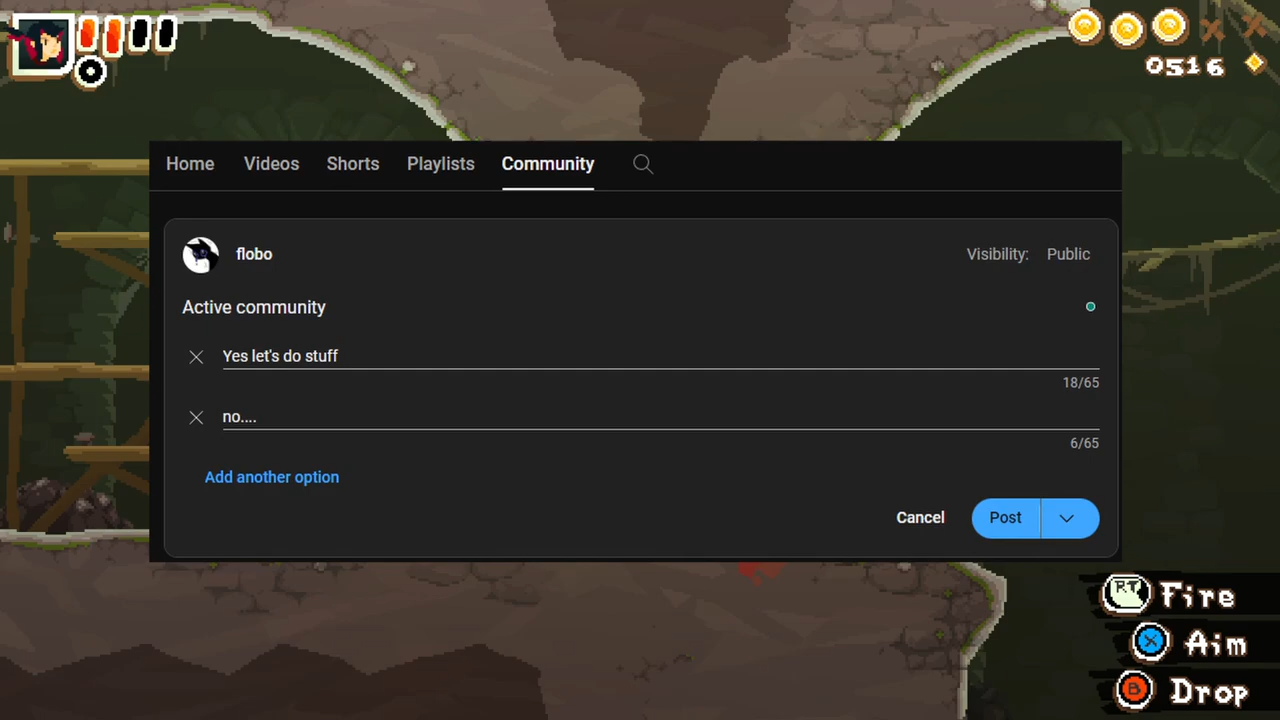 0516
Home Videos Shorts Playlists Community
flobo Visibility: Public
Active community
Yes let's do stuff
18/65
no....
6/65
Add another option
Cancel Post
RT Fire
X Aim
B Drop